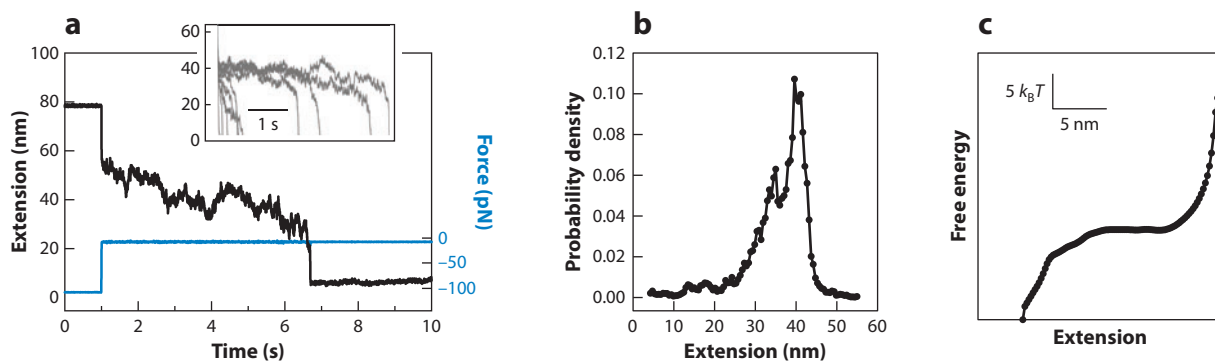 a
Extension (nm)
100
80
60
40
20
0
0
2
4
6
8
10
Time (s)
Force (pN)
0
–50
–100
60
40
20
0
1 s
b
Probability density
0.12
0.10
0.08
0.06
0.04
0.02
0.00
0
10
20
30
40
50
60
Extension (nm)
c
Free energy
5 kBT
5 nm
Extension